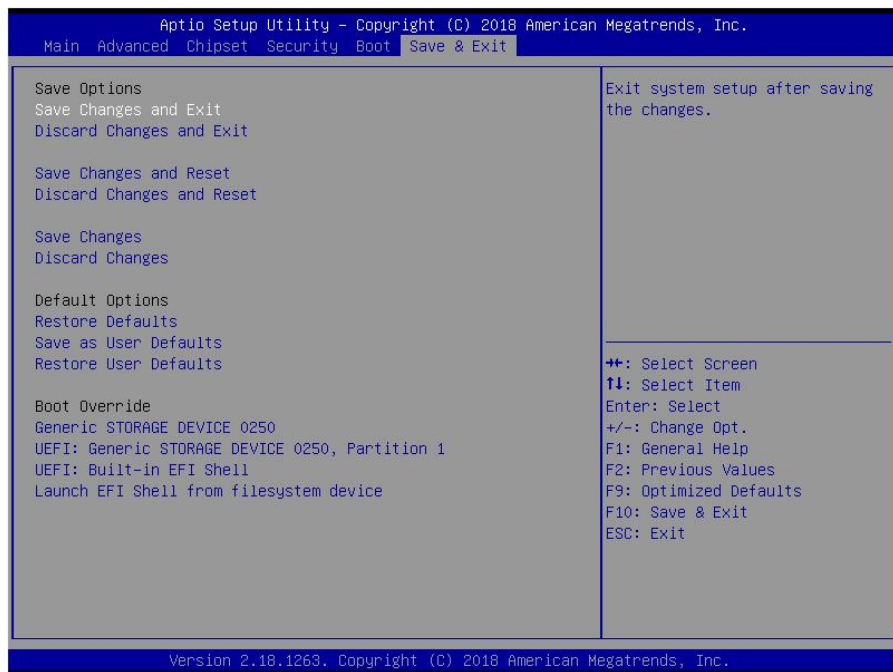 Aptio Setup Utility – Copyright (C) 2018 American Megatrends, Inc.
Main Advanced Chipset Security Boot Save & Exit
Save Options
Save Changes and Exit
Discard Changes and Exit
Save Changes and Reset
Discard Changes and Reset
Save Changes
Discard Changes
Default Options
Restore Defaults
Save as User Defaults
Restore User Defaults
Boot Override
Generic STORAGE DEVICE 0250
UEFI: Generic STORAGE DEVICE 0250, Partition 1
UEFI: Built-in EFI Shell
Launch EFI Shell from filesystem device
Exit system setup after saving
the changes.
→←: Select Screen
↑↓: Select Item
Enter: Select
+/-: Change Opt.
F1: General Help
F2: Previous Values
F9: Optimized Defaults
F10: Save & Exit
ESC: Exit
Version 2.18.1263. Copyright (C) 2018 American Megatrends, Inc.